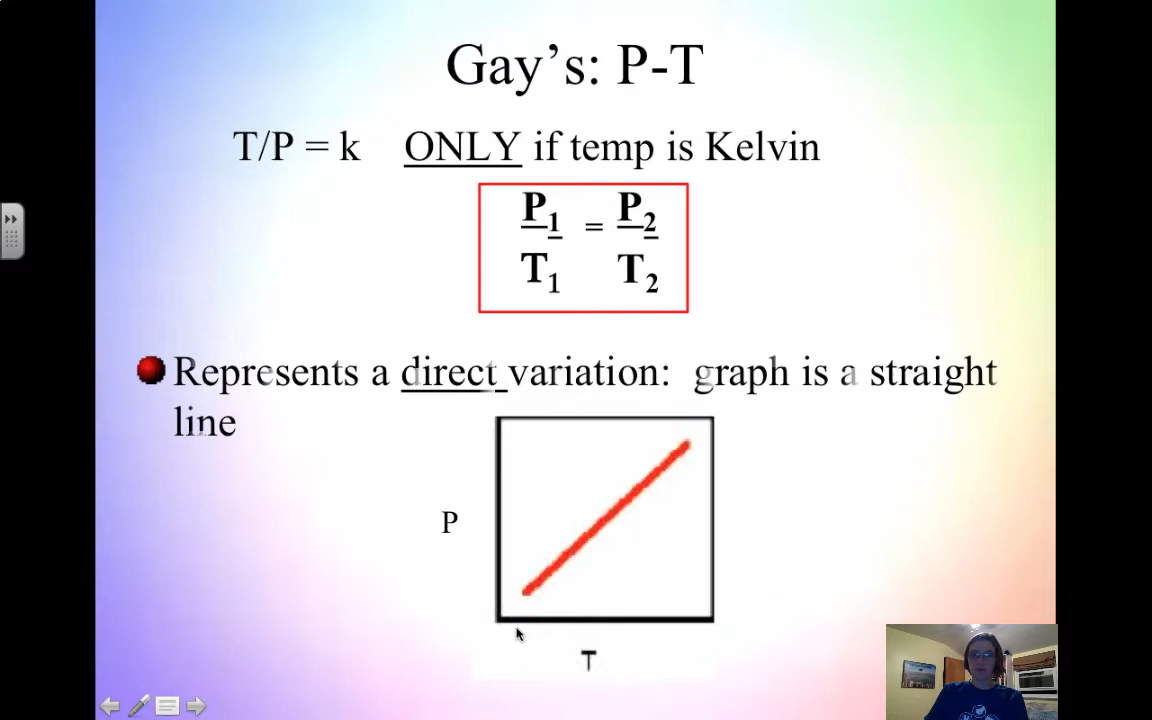 Gay’s: P-T
T/P = k ONLY if temp is Kelvin
P1 = P2
T1 T2
Represents a direct variation: graph is a straight
line
P
T